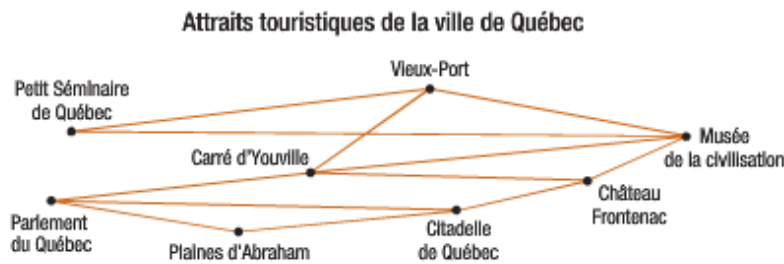 Attraits touristiques de la ville de Québec
Vieux-Port
Petit Séminaire
de Québec
Musée
de la civilisation
Carré d'Youville
Château
Frontenac
Parlement
du Québec
Plaines d'Abraham
Citadelle
de Québec